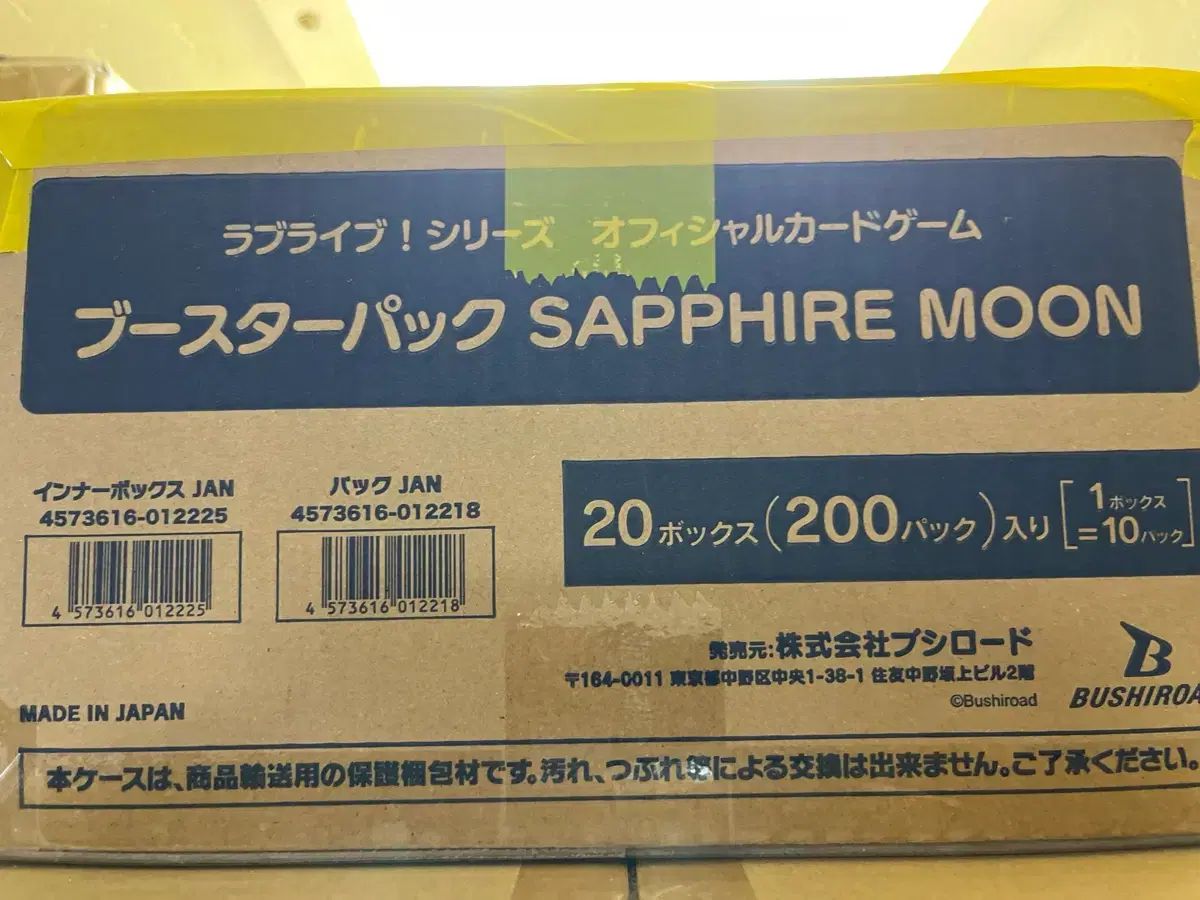 ラブライブ!シリーズ オフィシャルカードゲーム
ブースターパック SAPPHIRE MOON
インナーボックス JAN
4573616-012225
4 573616 012225
パック JAN
4573616-012218
4 573616 012218
20ボックス(200パック)入り[1ボックス=10パック]
発売元:株式会社ブシロード
〒164-0011 東京都中野区中央1-38-1 住友中野坂上ビル2階
©Bushiroad
BUSHIROA
MADE IN JAPAN
本ケースは、商品輸送用の保護梱包材です。汚れ、つぶれ等による交換は出来ません。ご了承ください。